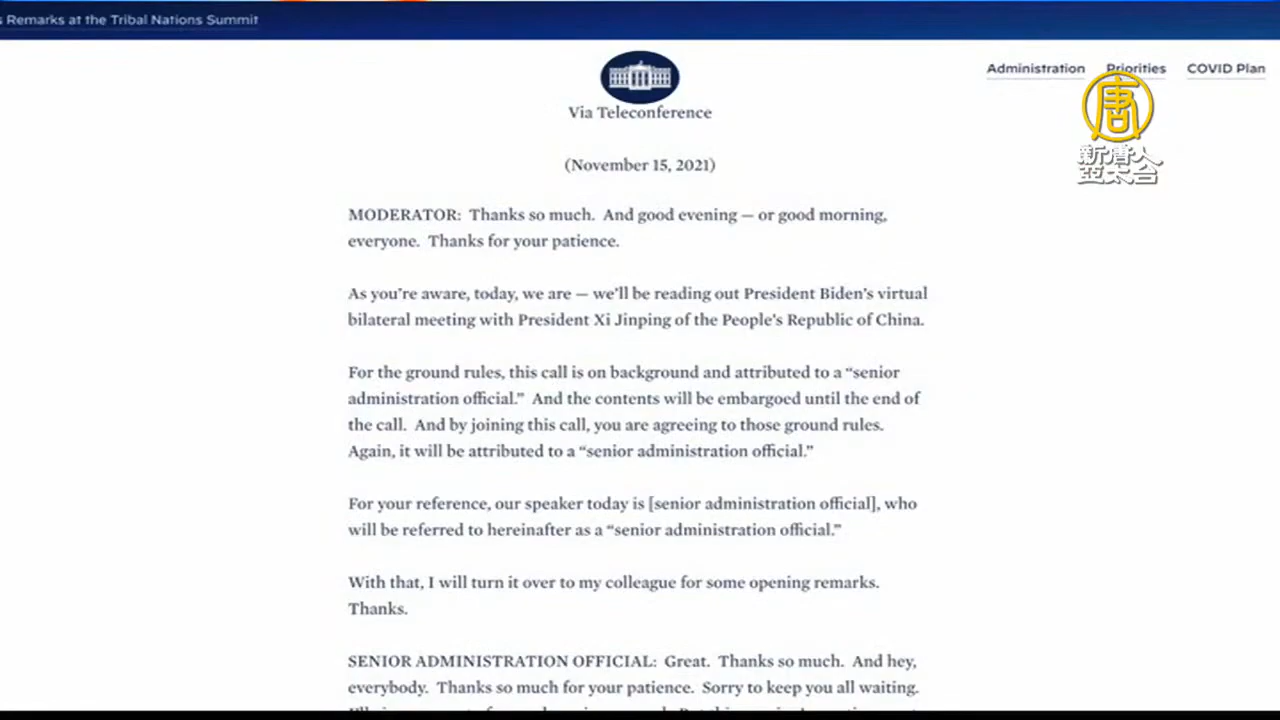 s Remarks at the Tribal Nations Summit
Administration Priorities COVID Plan
唐
新唐人
亞太台
Via Teleconference
(November 15, 2021)
MODERATOR: Thanks so much. And good evening — or good morning,
everyone. Thanks for your patience.
As you're aware, today, we are — we'll be reading out President Biden's virtual
bilateral meeting with President Xi Jinping of the People's Republic of China.
For the ground rules, this call is on background and attributed to a “senior
administration official.” And the contents will be embargoed until the end of
the call. And by joining this call, you are agreeing to those ground rules.
Again, it will be attributed to a “senior administration official.”
For your reference, our speaker today is [senior administration official], who
will be referred to hereinafter as a “senior administration official.”
With that, I will turn it over to my colleague for some opening remarks.
Thanks.
SENIOR ADMINISTRATION OFFICIAL: Great. Thanks so much. And hey,
everybody. Thanks so much for your patience. Sorry to keep you all waiting.